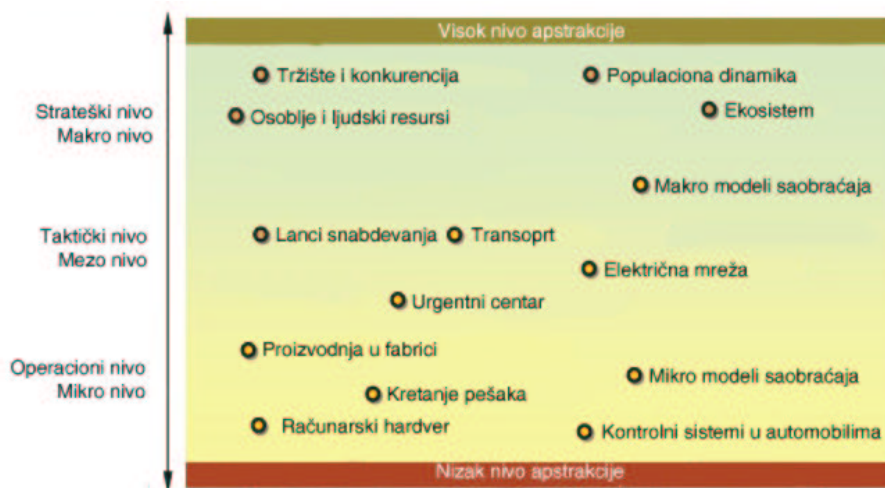 Visok nivo apstrakcije
Tržište i konkurencija
Populaciona dinamika
Strateški nivo
Makro nivo
Osoblje i ljudski resursi
Ekosistem
Makro modeli saobraćaja
Taktički nivo
Mezo nivo
Lanci snabdevanja
Transoprt
Električna mreža
Urgentni centar
Proizvodnja u fabrici
Operacioni nivo
Mikro nivo
Mikro modeli saobraćaja
Kretanje pešaka
Računarski hardver
Kontrolni sistemi u automobilima
Nizak nivo apstrakcije